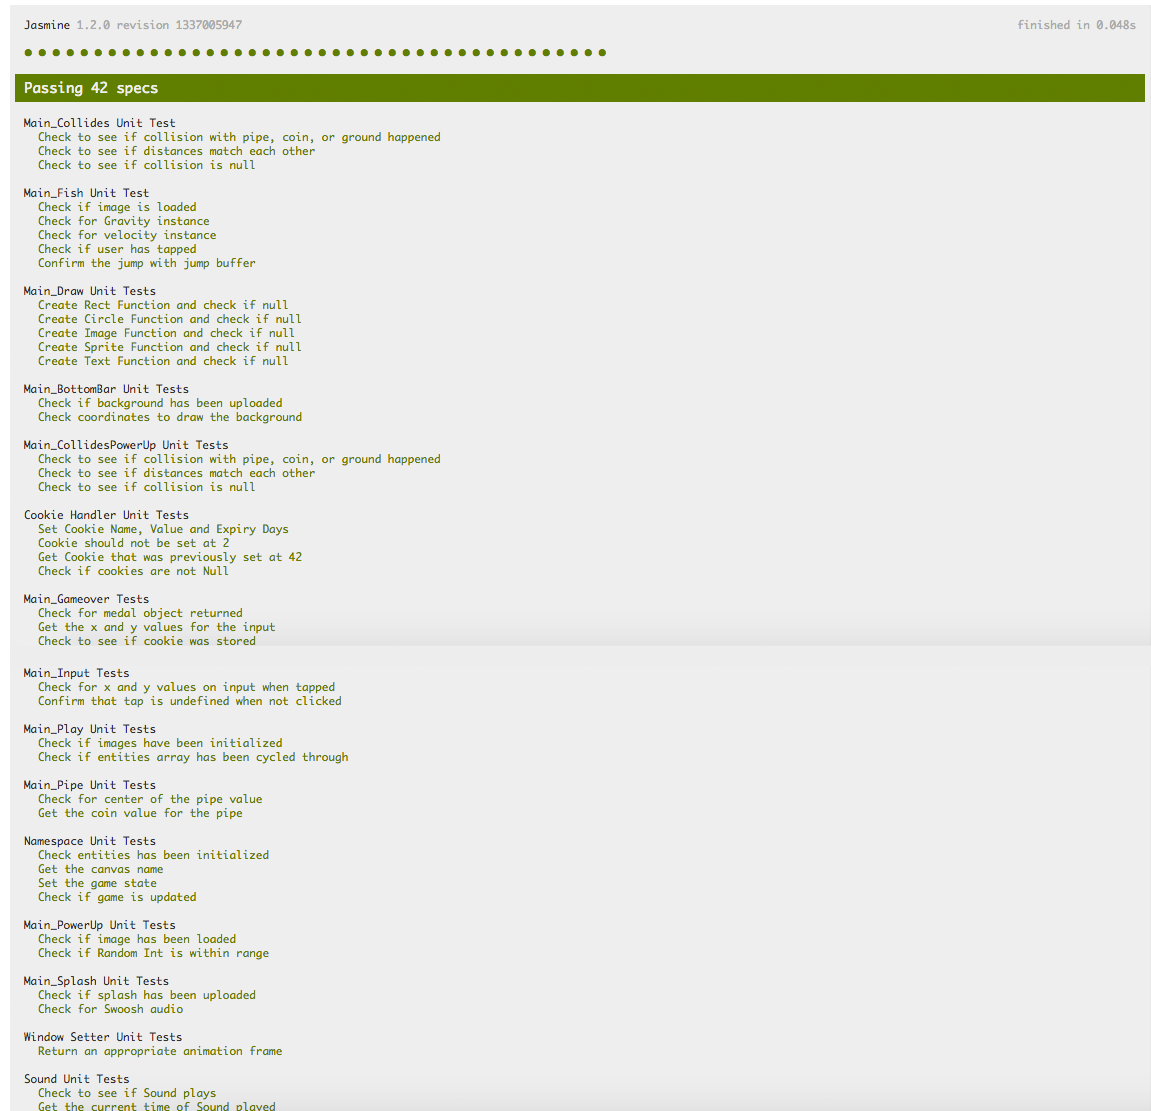 Jasmine 1.2.0 revision 1337005947
finished in 0.048s
Passing 42 specs
Main_Collides Unit Test
Check to see if collision with pipe, coin, or ground happened
Check to see if distances match each other
Check to see if collision is null
Main_Fish Unit Test
Check if image is loaded
Check for Gravity instance
Check for velocity instance
Check if user has tapped
Confirm the jump with jump buffer
Main_Draw Unit Tests
Create Rect Function and check if null
Create Circle Function and check if null
Create Image Function and check if null
Create Sprite Function and check if null
Create Text Function and check if null
Main_BottomBar Unit Tests
Check if background has been uploaded
Check coordinates to draw the background
Main_CollidesPowerUp Unit Tests
Check to see if collision with pipe, coin, or ground happened
Check to see if distances match each other
Check to see if collision is null
Cookie Handler Unit Tests
Set Cookie Name, Value and Expiry Days
Cookie should not be set at 2
Get Cookie that was previously set at 42
Check if cookies are not Null
Main_Gameover Tests
Check for medal object returned
Get the x and y values for the input
Check to see if cookie was stored
Main_Input Tests
Check for x and y values on input when tapped
Confirm that tap is undefined when not clicked
Main_Play Unit Tests
Check if images have been initialized
Check if entities array has been cycled through
Main_Pipe Unit Tests
Check for center of the pipe value
Get the coin value for the pipe
Namespace Unit Tests
Check entities has been initialized
Get the canvas name
Set the game state
Check if game is updated
Main_PowerUp Unit Tests
Check if image has been loaded
Check if Random Int is within range
Main_Splash Unit Tests
Check if splash has been uploaded
Check for Swoosh audio
Window Setter Unit Tests
Return an appropriate animation frame
Sound Unit Tests
Check to see if Sound plays
Get the current time of Sound played